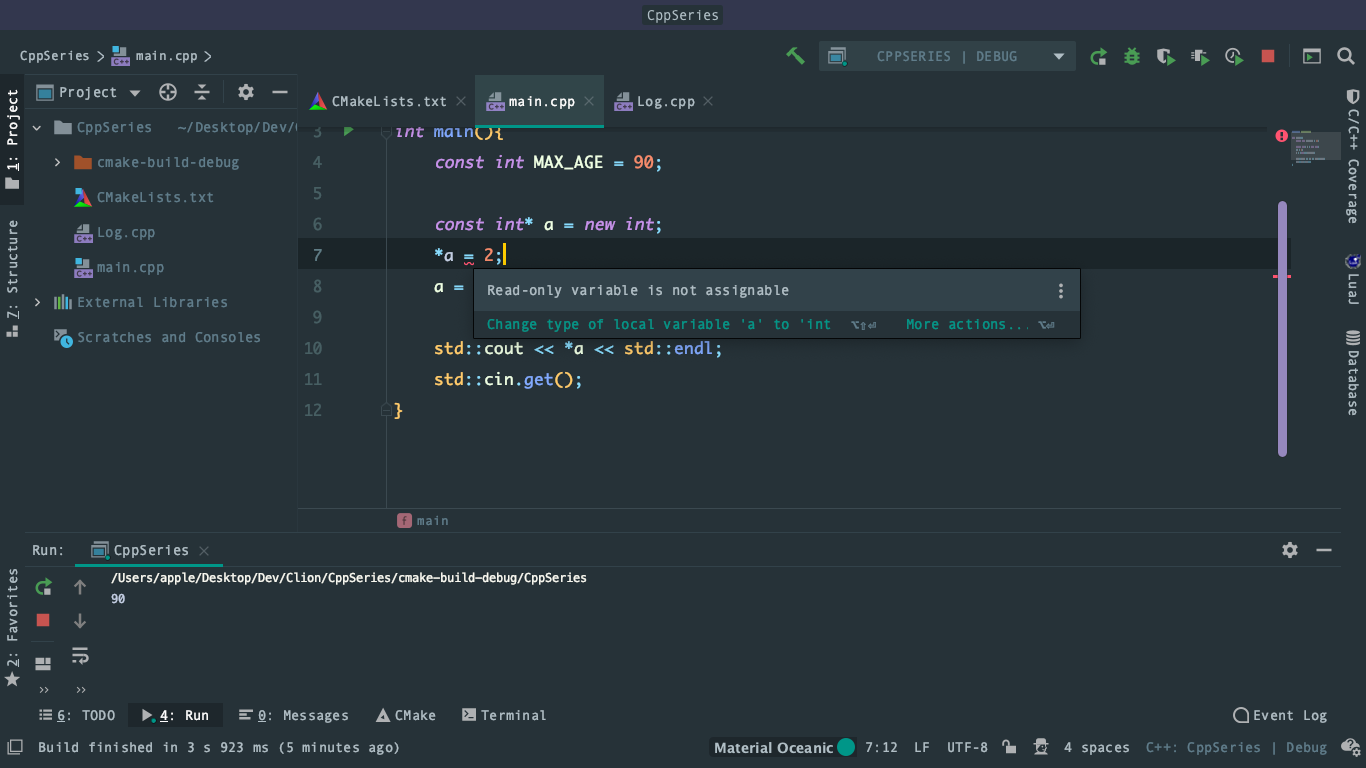 CppSeries
CppSeries > main.cpp >
CPPSERIES | DEBUG
1: Project
Project
CMakeLists.txt
main.cpp
Log.cpp
CppSeries ~/Desktop/Dev/
cmake-build-debug
CMakeLists.txt
Log.cpp
main.cpp
External Libraries
Scratches and Consoles
Z: Structure
3 int main(){
4 const int MAX_AGE = 90;
5
6 const int* a = new int;
7 *a = 2;
8 a =
9
10 std::cout << *a << std::endl;
11 std::cin.get();
12 }
Read-only variable is not assignable
Change type of local variable 'a' to 'int ⌥⇧⏎ More actions... ⌥⏎
main
C/C++ Coverage
LuaJ
Database
Run: CppSeries
/Users/apple/Desktop/Dev/Clion/CppSeries/cmake-build-debug/CppSeries
90
2: Favorites
6: TODO
4: Run
0: Messages
CMake
Terminal
Event Log
Build finished in 3 s 923 ms (5 minutes ago)
Material Oceanic
7:12 LF UTF-8 4 spaces C++: CppSeries | Debug